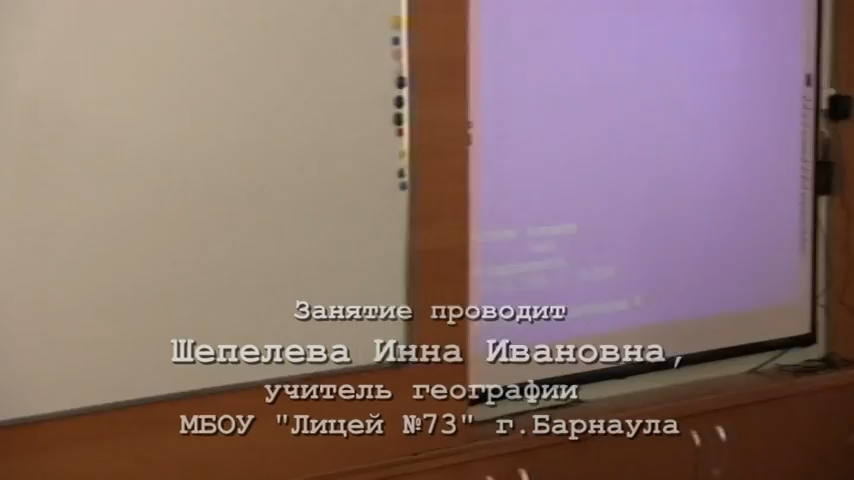 Занятие проводит
Шепелева Инна Ивановна,
учитель географии
МБОУ "Лицей №73" г.Барнаула